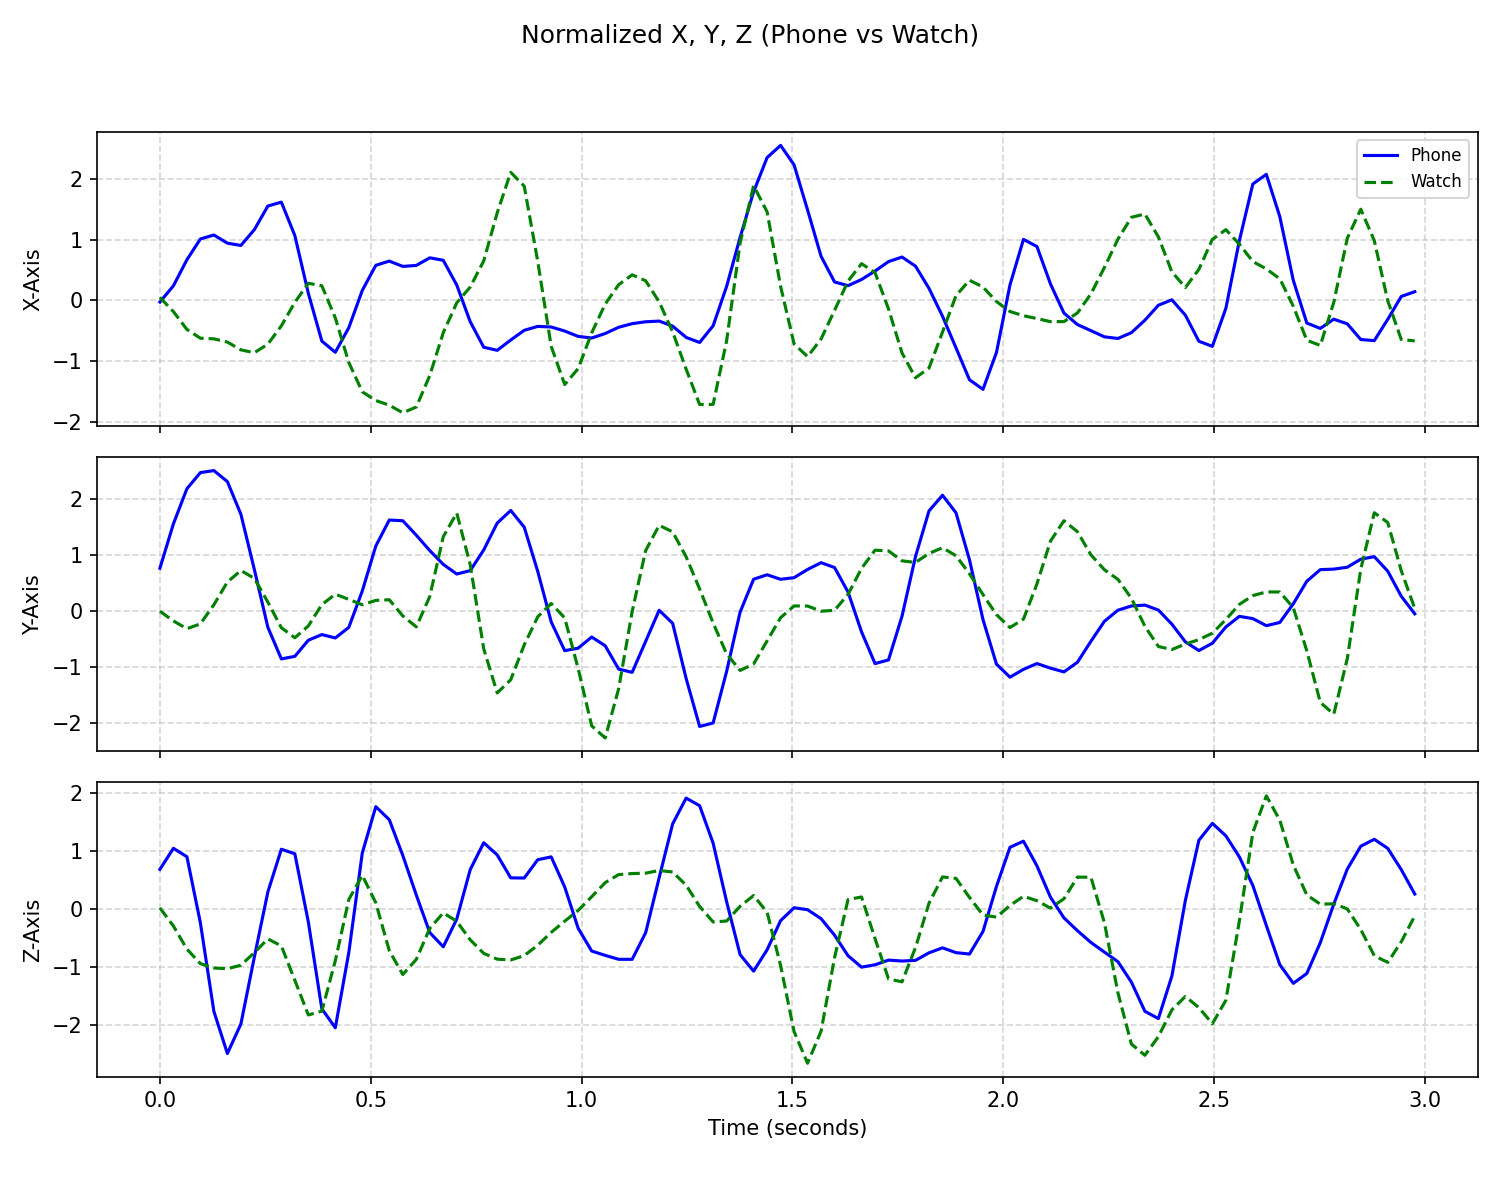 Normalized X, Y, Z (Phone vs Watch)
Phone
Watch
X-Axis
2
1
0
−1
−2
Y-Axis
2
1
0
−1
−2
Z-Axis
2
1
0
−1
−2
0.0 0.5 1.0 1.5 2.0 2.5 3.0
Time (seconds)